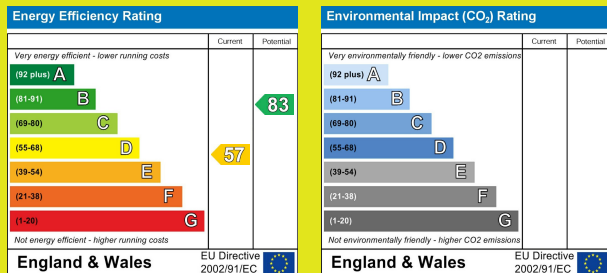 Energy Efficiency Rating
Current Potential
Very energy efficient - lower running costs
(92 plus) A
(81-91) B
83
(69-80) C
(55-68) D
57
(39-54) E
(21-38) F
(1-20) G
Not energy efficient - higher running costs
England & Wales
EU Directive
2002/91/EC
Environmental Impact (CO₂) Rating
Current Potential
Very environmentally friendly - lower CO2 emissions
(92 plus) A
(81-91) B
(69-80) C
(55-68) D
(39-54) E
(21-38) F
(1-20) G
Not environmentally friendly - higher CO2 emissions
England & Wales
EU Directive
2002/91/EC